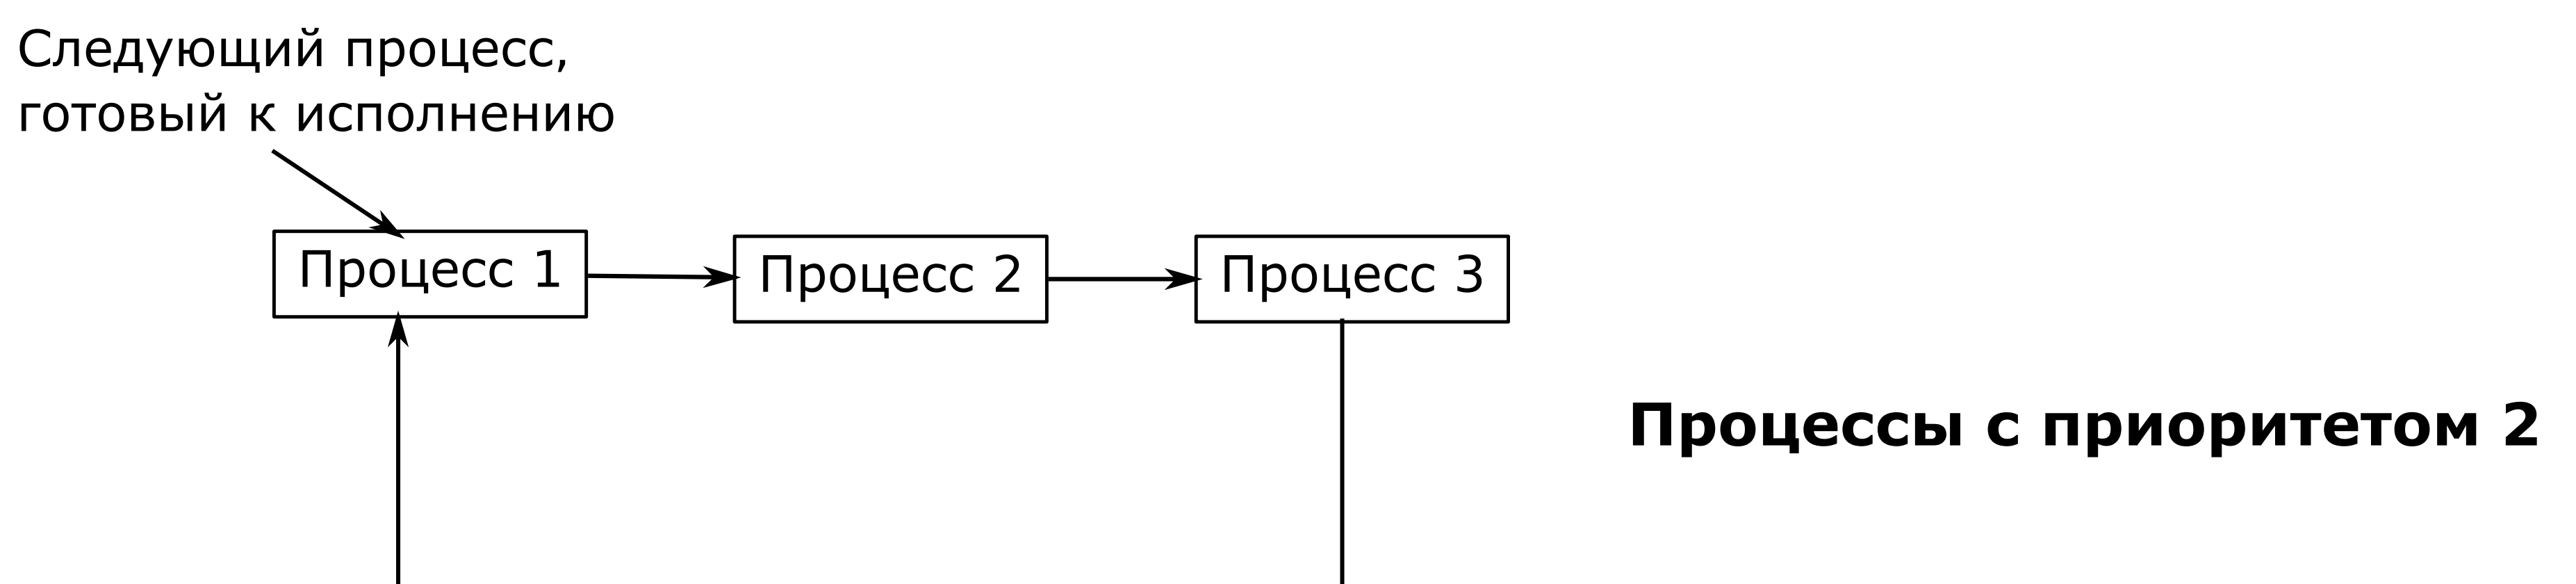 Следующий процесс,
готовый к исполнению
Процесс 1
Процесс 2
Процесс 3
Процессы с приоритетом 2